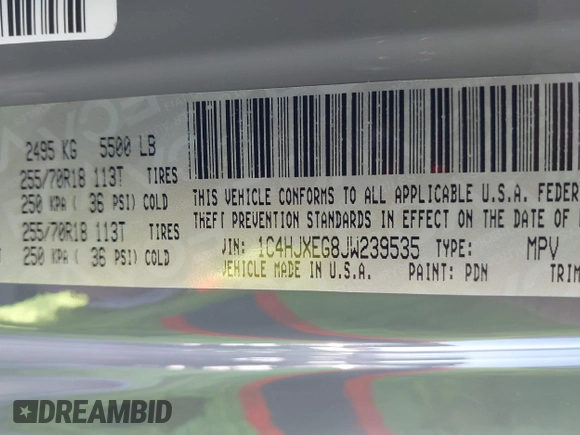 2495 KG 5500 LB
255/70R18 113T TIRES
250 KPA ( 36 PSI) COLD
255/70R18 113T TIRES
250 KPA ( 36 PSI) COLD
THIS VEHICLE CONFORMS TO ALL APPLICABLE U.S.A. FEDER
THEFT PREVENTION STANDARDS IN EFFECT ON THE DATE OF
VIN: 1C4HJXEG8JW239535 TYPE: MPV
VEHICLE MADE IN U.S.A. PAINT: PDN TRIM
DREAMBID